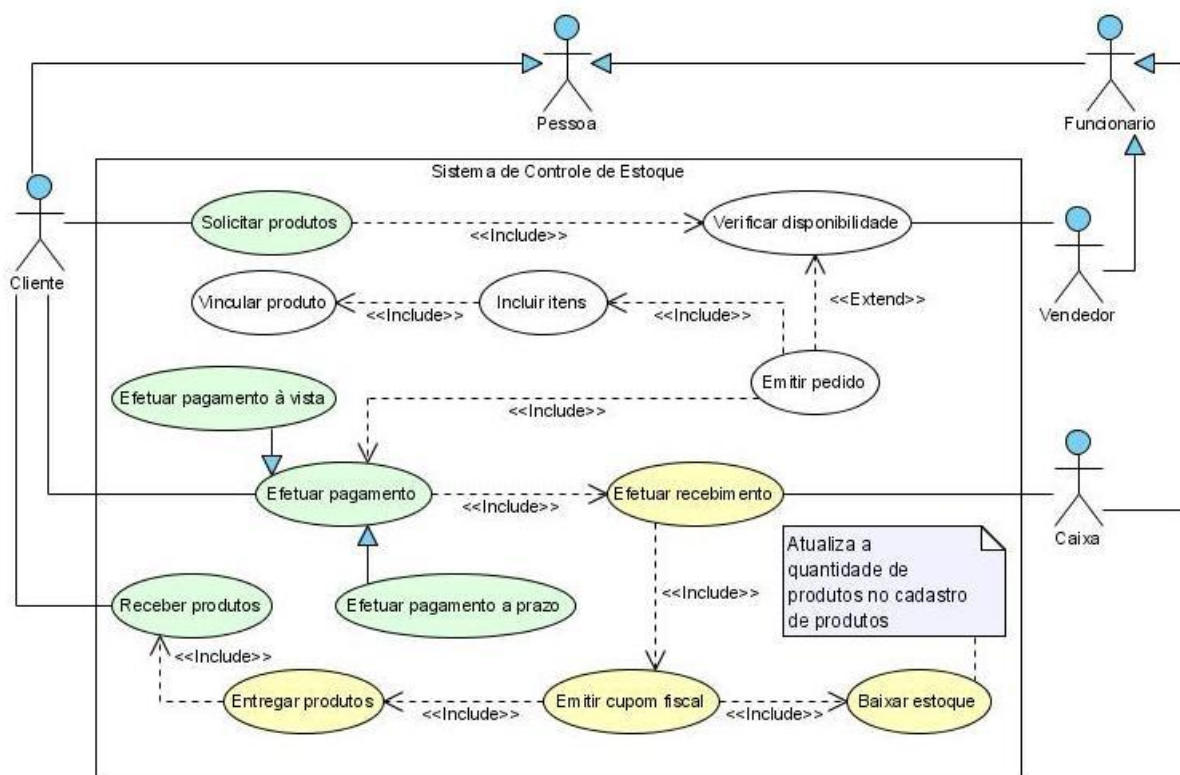 Pessoa
Funcionario
Sistema de Controle de Estoque
Solicitar produtos
<<Include>>
Verificar disponibilidade
Cliente
Vincular produto
<<Include>>
Incluir itens
<<Include>>
<<Extend>>
Vendedor
Emitir pedido
Efetuar pagamento à vista
<<Include>>
Efetuar pagamento
<<Include>>
Efetuar recebimento
Caixa
Atualiza a
quantidade de
produtos no cadastro
de produtos
Receber produtos
Efetuar pagamento a prazo
<<Include>>
<<Include>>
Entregar produtos
<<Include>>
Emitir cupom fiscal
<<Include>>
Baixar estoque